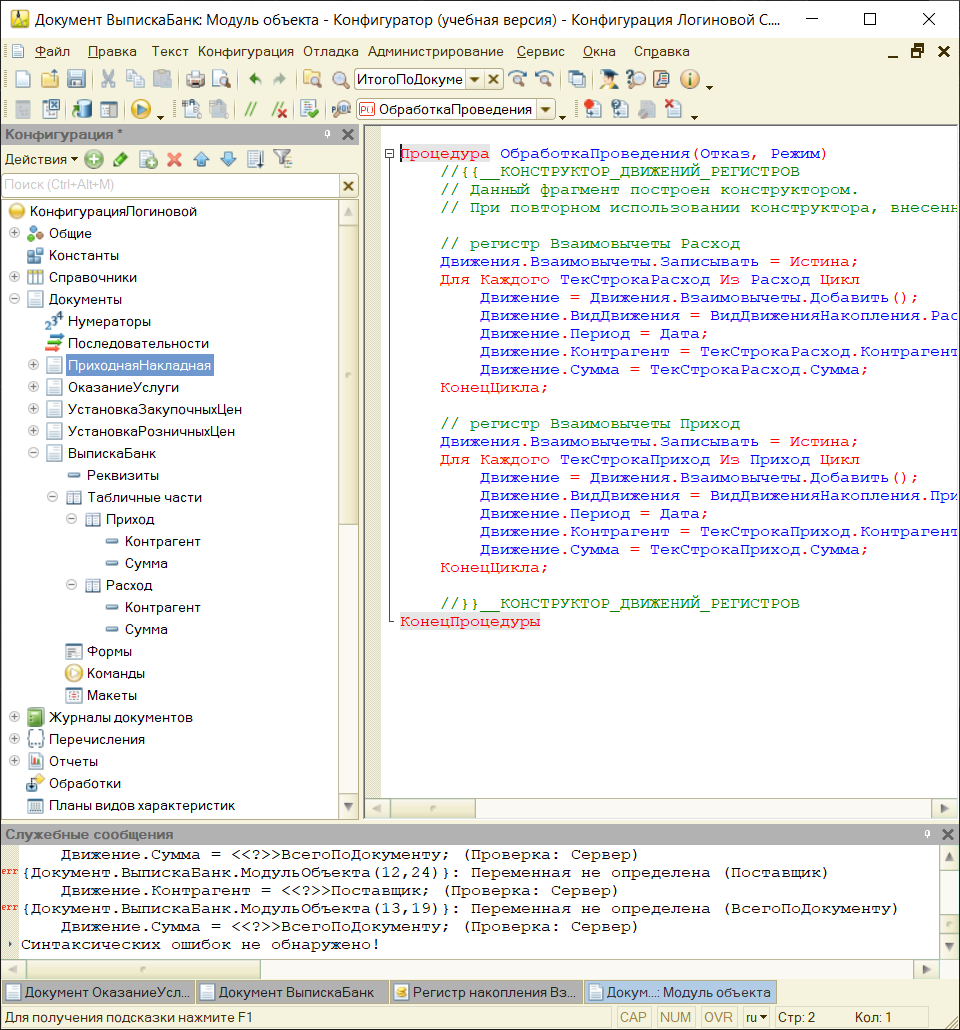 Документ ВыпискаБанк: Модуль объекта - Конфигуратор (учебная версия) - Конфигурация Логиновой С....
Файл Правка Текст Конфигурация Отладка Администрирование Сервис Окна Справка
ИтогоПоДокуме
ОбработкаПроведения
Конфигурация *
Действия
Поиск (Ctrl+Alt+M)
КонфигурацияЛогиновой
Общие
Константы
Справочники
Документы
Нумераторы
Последовательности
ПриходнаяНакладная
ОказаниеУслуги
УстановкаЗакупочныхЦен
УстановкаРозничныхЦен
ВыпискаБанк
Реквизиты
Табличные части
Приход
Контрагент
Сумма
Расход
Контрагент
Сумма
Формы
Команды
Макеты
Журналы документов
Перечисления
Отчеты
Обработки
Планы видов характеристик
Процедура ОбработкаПроведения(Отказ, Режим)
//{{__КОНСТРУКТОР_ДВИЖЕНИЙ_РЕГИСТРОВ
// Данный фрагмент построен конструктором.
// При повторном использовании конструктора, внесенн
// регистр Взаимовычеты Расход
Движения.Взаимовычеты.Записывать = Истина;
Для Каждого ТекСтрокаРасход Из Расход Цикл
Движение = Движения.Взаимовычеты.Добавить();
Движение.ВидДвижения = ВидДвиженияНакопления.Рас
Движение.Период = Дата;
Движение.Контрагент = ТекСтрокаРасход.Контрагент
Движение.Сумма = ТекСтрокаРасход.Сумма;
КонецЦикла;
// регистр Взаимовычеты Приход
Движения.Взаимовычеты.Записывать = Истина;
Для Каждого ТекСтрокаПриход Из Приход Цикл
Движение = Движения.Взаимовычеты.Добавить();
Движение.ВидДвижения = ВидДвиженияНакопления.При
Движение.Период = Дата;
Движение.Контрагент = ТекСтрокаПриход.Контрагент
Движение.Сумма = ТекСтрокаПриход.Сумма;
КонецЦикла;
//}}__КОНСТРУКТОР_ДВИЖЕНИЙ_РЕГИСТРОВ
КонецПроцедуры
Служебные сообщения
Движение.Сумма = <<?>>ВсегоПоДокументу; (Проверка: Сервер)
err {Документ.ВыпискаБанк.МодульОбъекта(12,24)}: Переменная не определена (Поставщик)
Движение.Контрагент = <<?>>Поставщик; (Проверка: Сервер)
err {Документ.ВыпискаБанк.МодульОбъекта(13,19)}: Переменная не определена (ВсегоПоДокументу)
Движение.Сумма = <<?>>ВсегоПоДокументу; (Проверка: Сервер)
Синтаксических ошибок не обнаружено!
Документ ОказаниеУсл... Документ ВыпискаБанк Регистр накопления Вз... Докум...: Модуль объекта
Для получения подсказки нажмите F1 CAP NUM OVR ru Стр: 2 Кол: 1